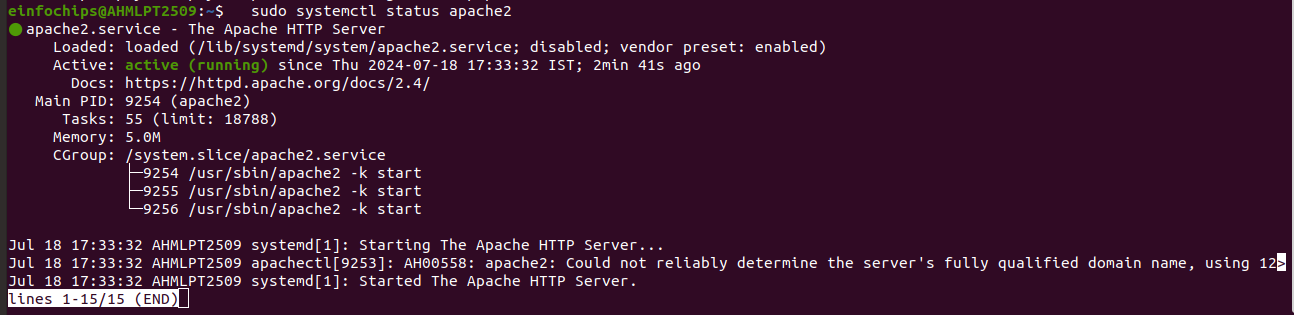 einfochips@AHMLPT2509:~$   sudo systemctl status apache2
● apache2.service - The Apache HTTP Server
     Loaded: loaded (/lib/systemd/system/apache2.service; disabled; vendor preset: enabled)
     Active: active (running) since Thu 2024-07-18 17:33:32 IST; 2min 41s ago
       Docs: https://httpd.apache.org/docs/2.4/
   Main PID: 9254 (apache2)
      Tasks: 55 (limit: 18788)
     Memory: 5.0M
     CGroup: /system.slice/apache2.service
             ├─9254 /usr/sbin/apache2 -k start
             ├─9255 /usr/sbin/apache2 -k start
             └─9256 /usr/sbin/apache2 -k start
Jul 18 17:33:32 AHMLPT2509 systemd[1]: Starting The Apache HTTP Server...
Jul 18 17:33:32 AHMLPT2509 apachectl[9253]: AH00558: apache2: Could not reliably determine the server's fully qualified domain name, using 12>
Jul 18 17:33:32 AHMLPT2509 systemd[1]: Started The Apache HTTP Server.
lines 1-15/15 (END)